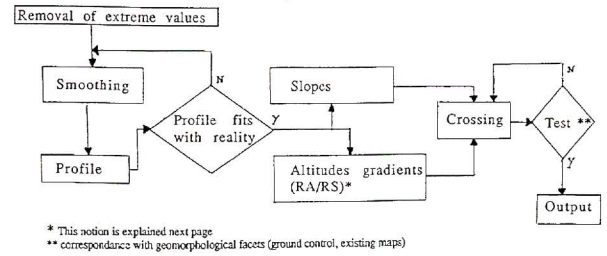 Removal of extreme values
Smoothing
Profile
Profile fits
with reality
N
Y
Slopes
Altitudes gradients
(RA/RS)*
Crossing
N
Test **
Y
Output
* This notion is explained next page
** correspondance with geomorphological facets (ground control, existing maps)